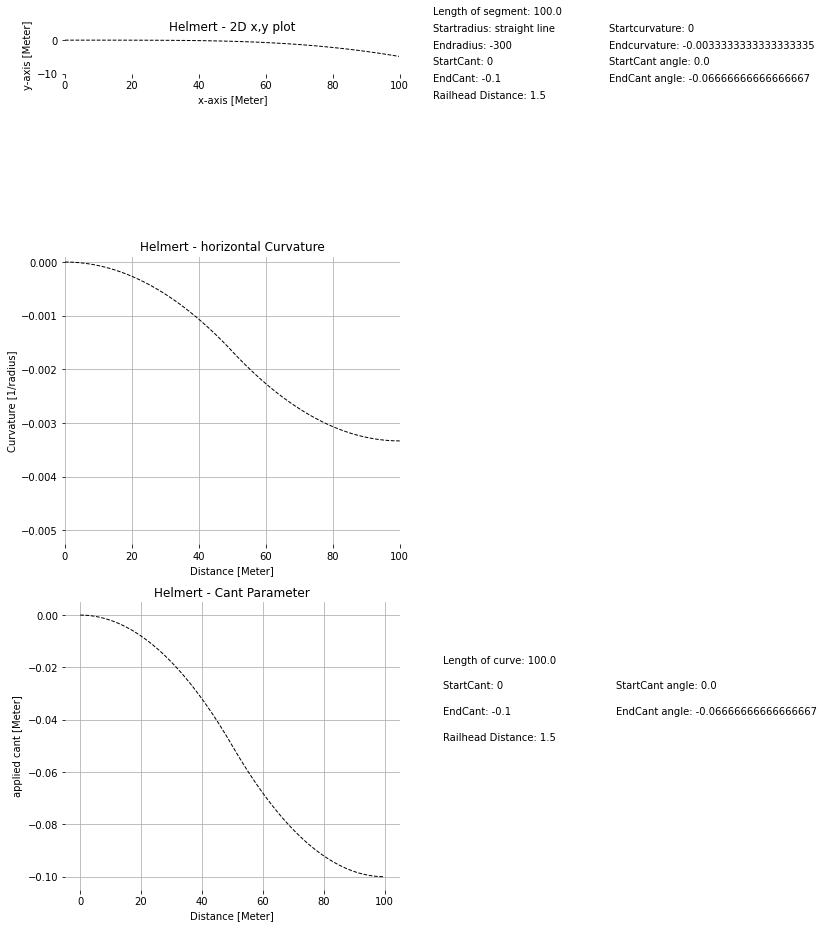 Helmert - 2D x,y plot
y-axis [Meter]
0
−10
0 20 40 60 80 100
x-axis [Meter]
Length of segment: 100.0
Startradius: straight line Startcurvature: 0
Endradius: -300 Endcurvature: -0.0033333333333333335
StartCant: 0 StartCant angle: 0.0
EndCant: -0.1 EndCant angle: -0.06666666666666667
Railhead Distance: 1.5
Helmert - horizontal Curvature
Curvature [1/radius]
0.000
−0.001
−0.002
−0.003
−0.004
−0.005
0 20 40 60 80 100
Distance [Meter]
Helmert - Cant Parameter
applied cant [Meter]
0.00
−0.02
−0.04
−0.06
−0.08
−0.10
0 20 40 60 80 100
Distance [Meter]
Length of curve: 100.0
StartCant: 0 StartCant angle: 0.0
EndCant: -0.1 EndCant angle: -0.06666666666666667
Railhead Distance: 1.5